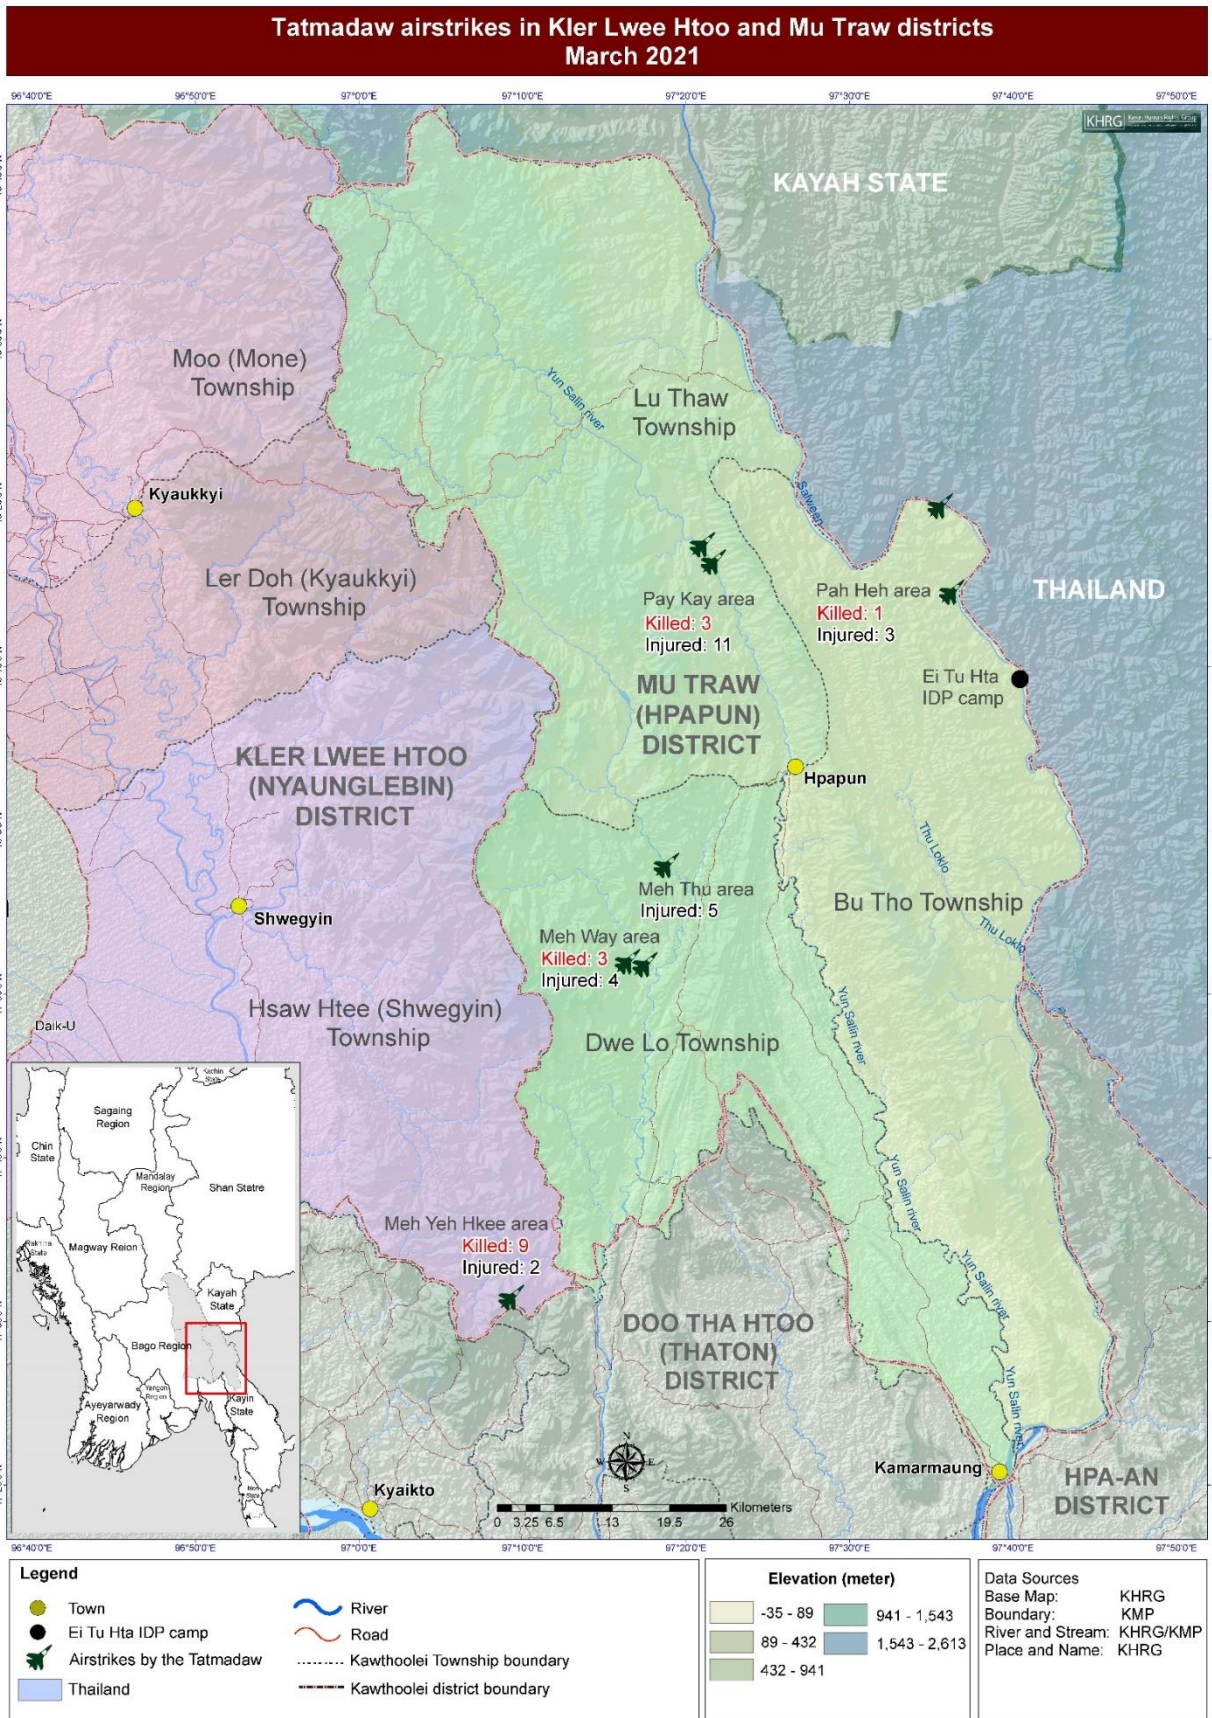 Tatmadaw airstrikes in Kler Lwee Htoo and Mu Traw districts
March 2021
96°40'0"E
96°50'0"E
97°0'0"E
97°10'0"E
97°20'0"E
97°30'0"E
97°40'0"E
97°50'0"E
KHRG
KAYAH STATE
Moo (Mone)
Township
Yun Salin river
Lu Thaw
Township
Kyaukkyi
Salween
Ler Doh (Kyaukkyi)
Township
Pay Kay area
Killed: 3
Injured: 11
Pah Heh area
Killed: 1
Injured: 3
THAILAND
Ei Tu Hta
IDP camp
MU TRAW
(HPAPUN)
DISTRICT
KLER LWEE HTOO
(NYAUNGLEBIN)
DISTRICT
Hpapun
Thu Loklo
Meh Thu area
Injured: 5
Bu Tho Township
Shwegyin
Thu Loklo
Meh Way area
Killed: 3
Injured: 4
Hsaw Htee (Shwegyin)
Township
Daik-U
Yun Salin river
Dwe Lo Township
Kachin
State
Sagaing
Region
Chin
State
Mandalay
Region
Shan Statre
Magway Reion
Kayah
State
Bago Region
Ayeyarwady
Region
Region
Kayin
State
State
Yun Salin river
Meh Yeh Hkee area
Killed: 9
Injured: 2
Yun Salin river
DOO THA HTOO
(THATON)
DISTRICT
Yun Salin river
N
W
E
S
Kamarmaung
HPA-AN
DISTRICT
Kyaikto
Kilometers
0 3.25 6.5 13 19.5 26
96°40'0"E
96°50'0"E
97°0'0"E
97°10'0"E
97°20'0"E
97°30'0"E
97°40'0"E
97°50'0"E
Legend
Town
Ei Tu Hta IDP camp
Airstrikes by the Tatmadaw
Thailand
River
Road
Kawthoolei Township boundary
Kawthoolei district boundary
Elevation (meter)
-35 - 89
89 - 432
432 - 941
941 - 1,543
1,543 - 2,613
Data Sources
Base Map: KHRG
Boundary: KMP
River and Stream: KHRG/KMP
Place and Name: KHRG